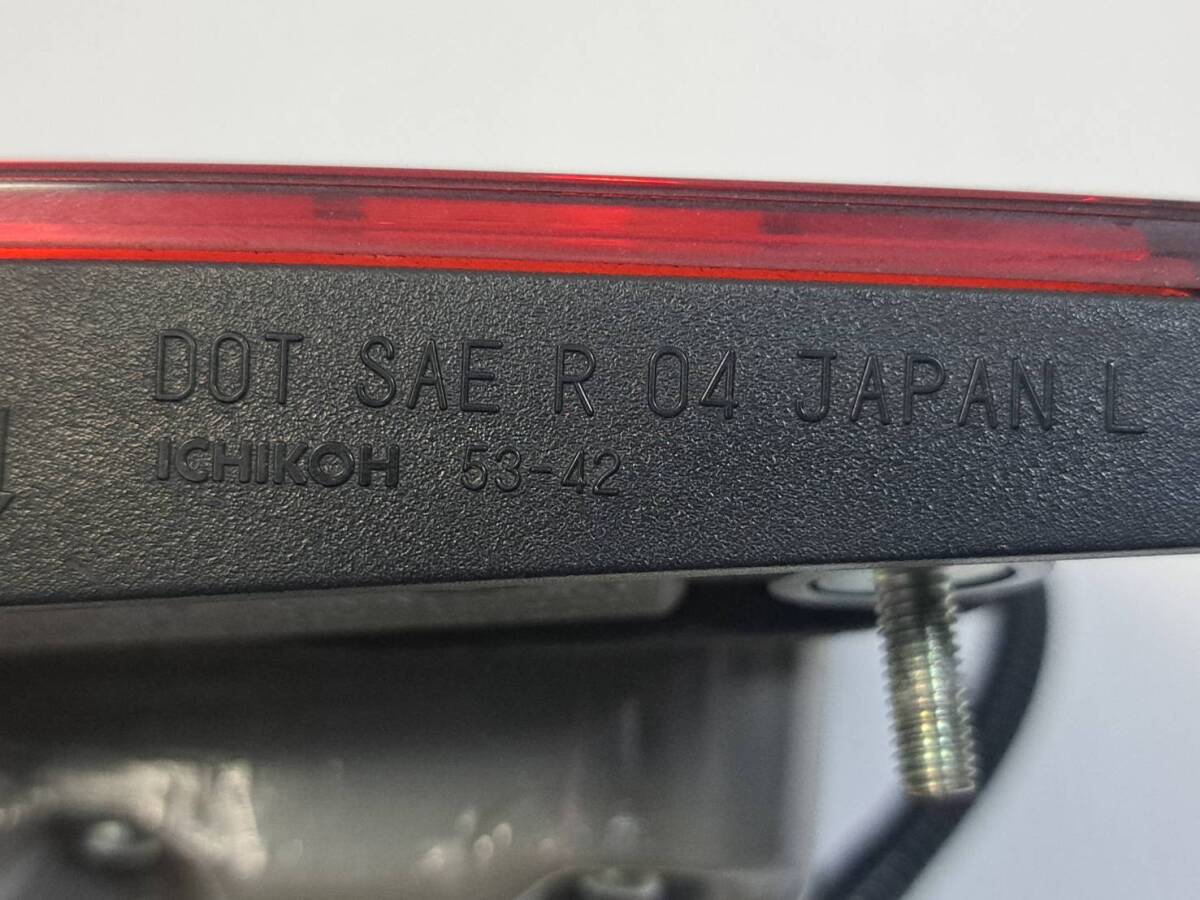 DOT SAE R 04 JAPAN L
ICHIKOH 53-42